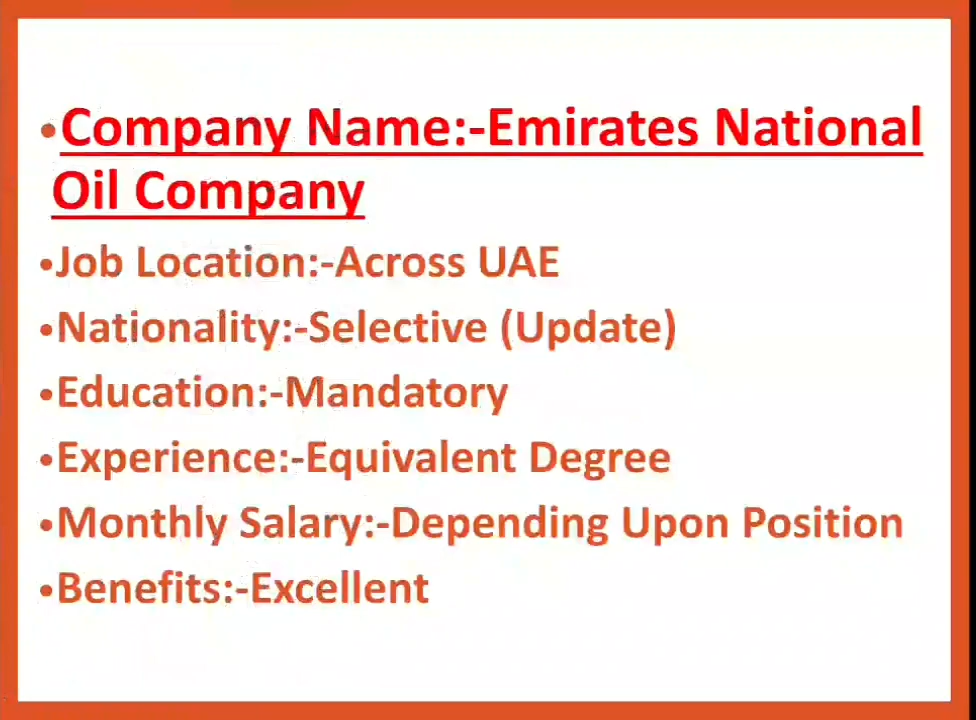 •Company Name:-Emirates National
Oil Company
•Job Location:-Across UAE
•Nationality:-Selective (Update)
•Education:-Mandatory
•Experience:-Equivalent Degree
•Monthly Salary:-Depending Upon Position
•Benefits:-Excellent